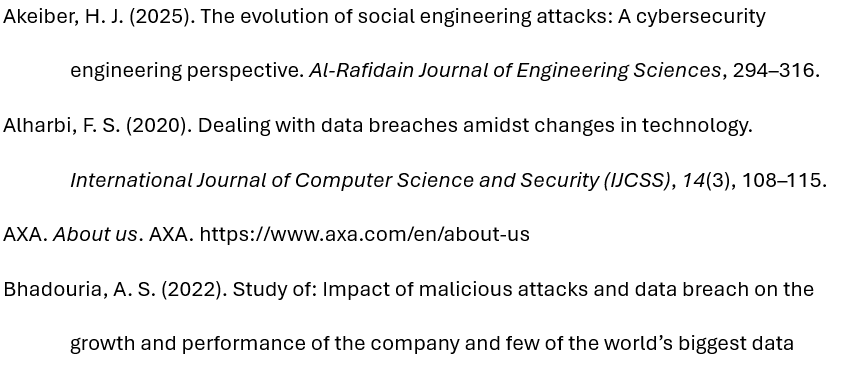 Akeiber, H. J. (2025). The evolution of social engineering attacks: A cybersecurity
engineering perspective. Al-Rafidain Journal of Engineering Sciences, 294–316.
Alharbi, F. S. (2020). Dealing with data breaches amidst changes in technology.
International Journal of Computer Science and Security (IJCSS), 14(3), 108–115.
AXA. About us. AXA. https://www.axa.com/en/about-us
Bhadouria, A. S. (2022). Study of: Impact of malicious attacks and data breach on the
growth and performance of the company and few of the world’s biggest data